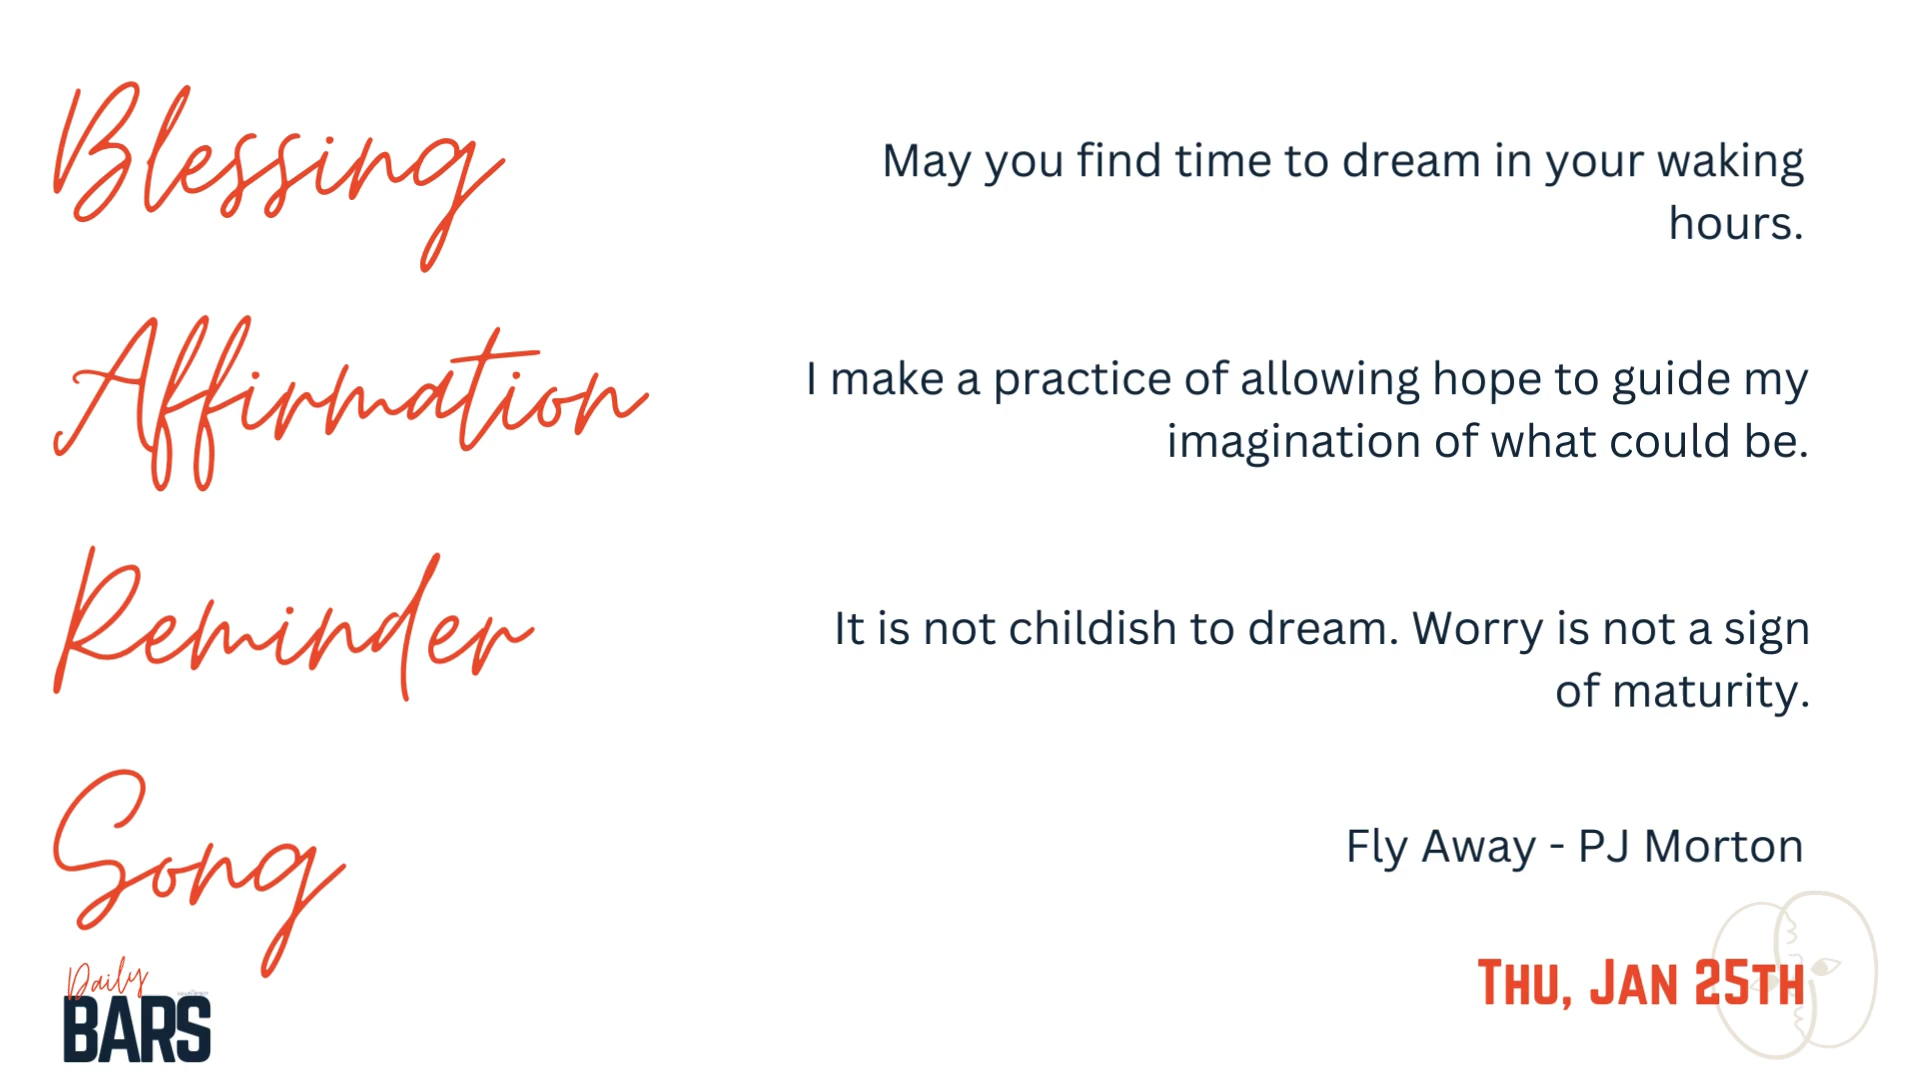 Blessing
May you find time to dream in your waking
hours.
Affirmation
I make a practice of allowing hope to guide my
imagination of what could be.
Reminder
It is not childish to dream. Worry is not a sign
of maturity.
Song
Fly Away - PJ Morton
Daily
BARS
THU, JAN 25TH